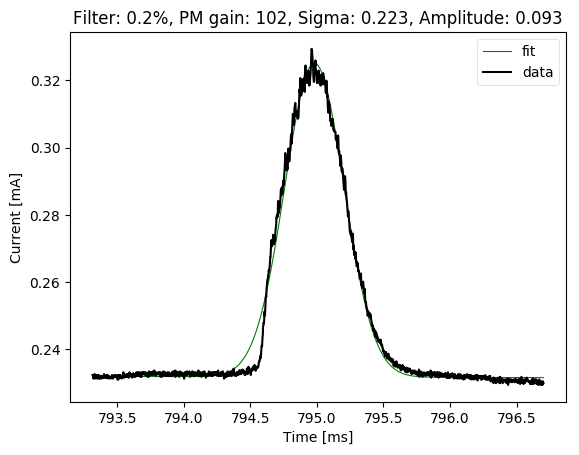 Filter: 0.2%, PM gain: 102, Sigma: 0.223, Amplitude: 0.093
fit
data
0.32
0.30
0.28
0.26
0.24
Current [mA]
793.5 794.0 794.5 795.0 795.5 796.0 796.5
Time [ms]